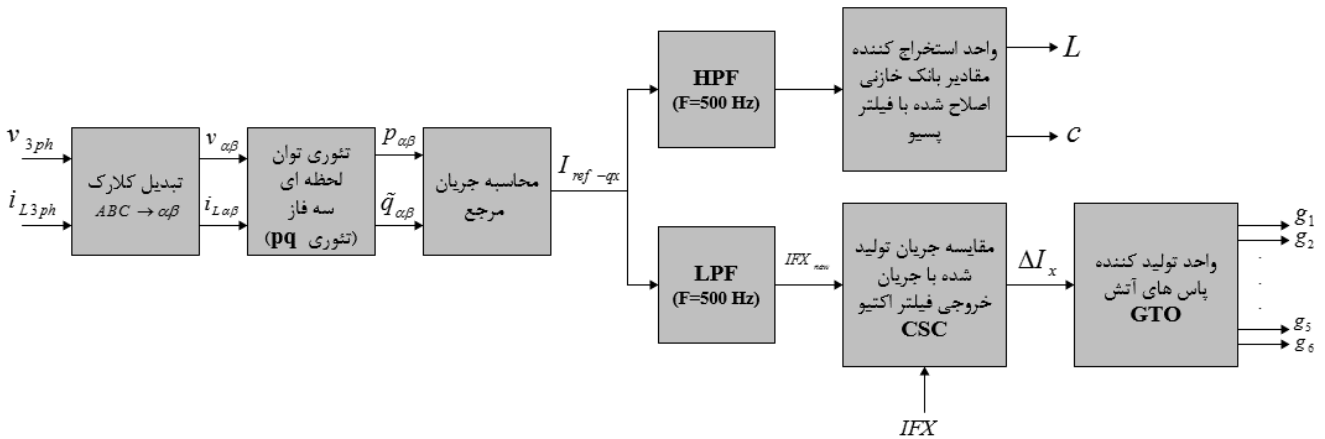 v 3ph
i L3ph
تبدیل کلارک
ABC → αβ
v αβ
i Lαβ
تئوری توان
لحظه ای
سه فاز
(تئوری pq)
p αβ
q̃ αβ
محاسبه جریان
مرجع
I ref -qx
HPF
(F=500 Hz)
واحد استخراج کننده
مقادیر بانک خازنی
اصلاح شده با فیلتر
پسیو
L
c
LPF
(F=500 Hz)
IFX new
مقایسه جریان تولید
شده با جریان
خروجی فیلتر اکتیو
CSC
IFX
ΔI x
واحد تولید کننده
پاس های آتش
GTO
g1
g2
.
.
.
g5
g6